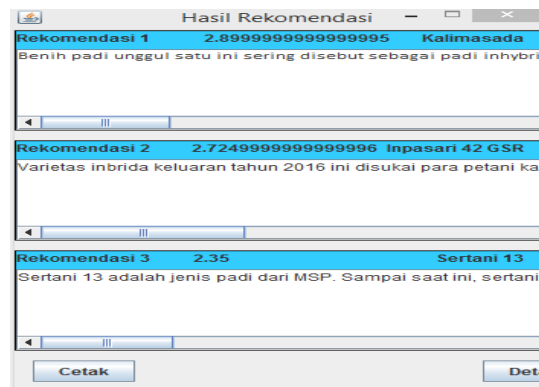 Hasil Rekomendasi
Rekomendasi 1 2.8999999999999995 Kalimasada
Benih padi unggul satu ini sering disebut sebagai padi inhybri
Rekomendasi 2 2.7249999999999996 Inpasari 42 GSR
Varietas inbrida keluaran tahun 2016 ini disukai para petani ka
Rekomendasi 3 2.35 Sertani 13
Sertani 13 adalah jenis padi dari MSP. Sampai saat ini, sertani
Cetak Det